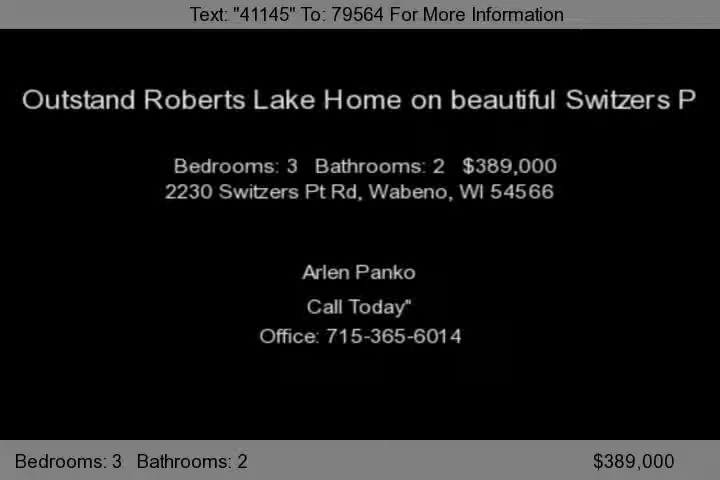 Text: "41145" To: 79564 For More Information
Outstand Roberts Lake Home on beautiful Switzers P
Bedrooms: 3 Bathrooms: 2 $389,000
2230 Switzers Pt Rd, Wabeno, WI 54566
Arlen Panko
Call Today"
Office: 715-365-6014
Bedrooms: 3 Bathrooms: 2 $389,000